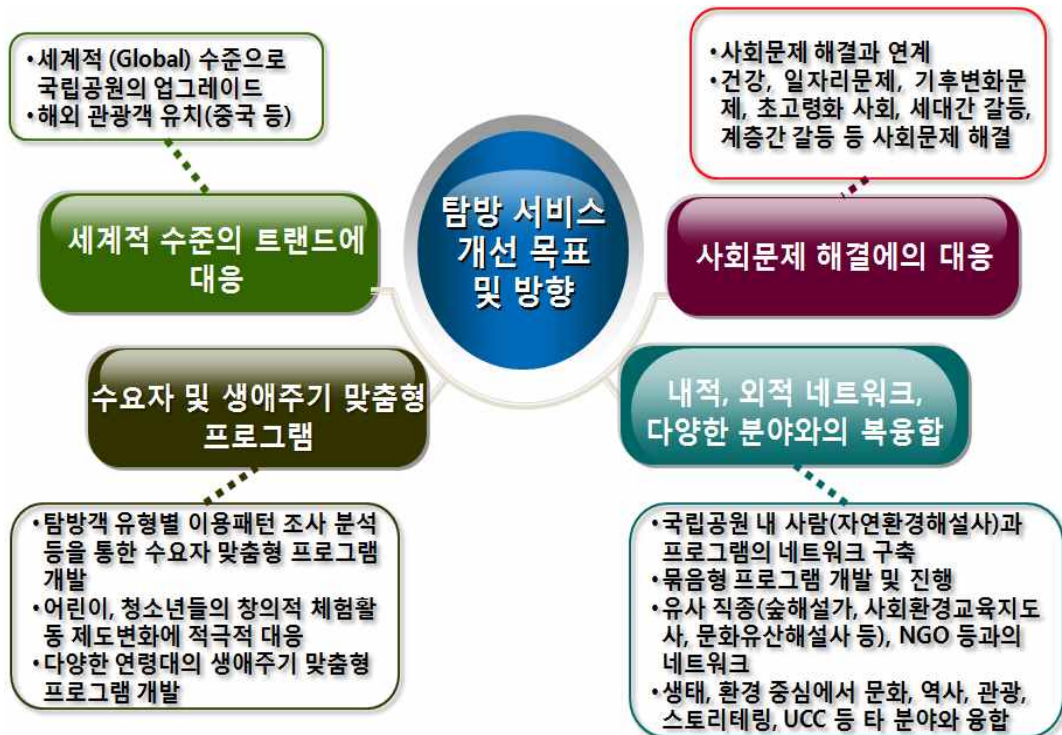 •세계적 (Global) 수준으로
국립공원의 업그레이드
•해외 관광객 유치(중국 등)
•사회문제 해결과 연계
•건강, 일자리문제, 기후변화문
제, 초고령화 사회, 세대간 갈등,
계층간 갈등 등 사회문제 해결
탐방 서비스
개선 목표
및 방향
세계적 수준의 트랜드에
대응
사회문제 해결에의 대응
수요자 및 생애주기 맞춤형
프로그램
내적, 외적 네트워크,
다양한 분야와의 복융합
•탐방객 유형별 이용패턴 조사 분석
등을 통한 수요자 맞춤형 프로그램
개발
•어린이, 청소년들의 창의적 체험활
동 제도변화에 적극적 대응
•다양한 연령대의 생애주기 맞춤형
프로그램 개발
•국립공원 내 사람(자연환경해설사)과
프로그램의 네트워크 구축
•묶음형 프로그램 개발 및 진행
•유사 직종(숲해설가, 사회환경교육지도
사, 문화유산해설사 등), NGO 등과의
네트워크
•생태, 환경 중심에서 문화, 역사, 관광,
스토리테링, UCC 등 타 분야와 융합